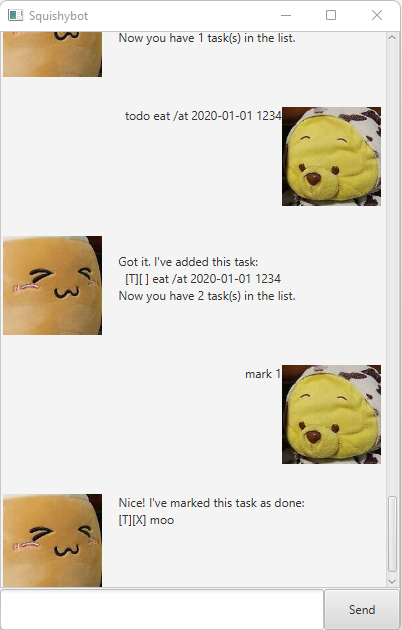 Squishybot
Now you have 1 task(s) in the list.
todo eat /at 2020-01-01 1234
Got it. I've added this task:
[T][ ] eat /at 2020-01-01 1234
Now you have 2 task(s) in the list.
mark 1
Nice! I've marked this task as done:
[T][X] moo
Send